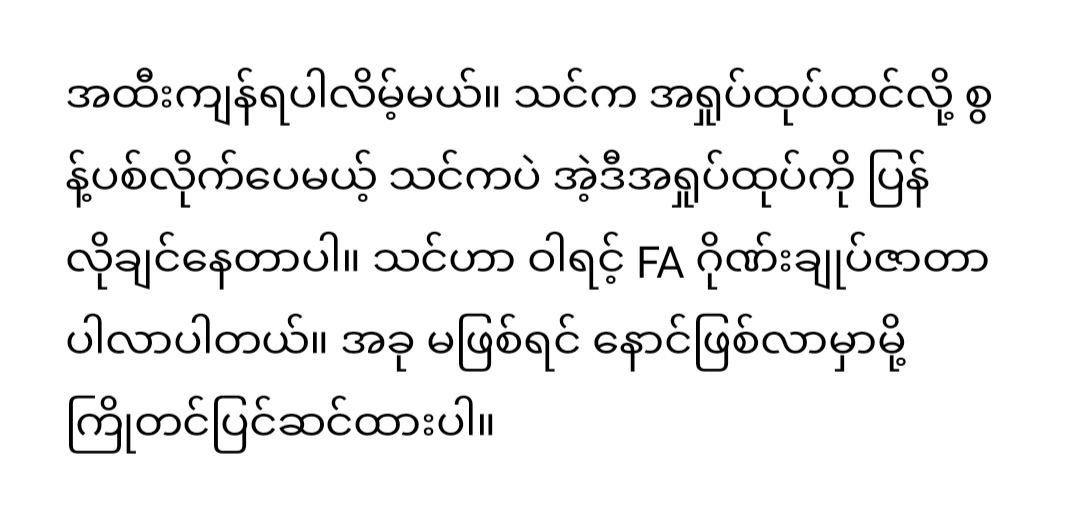 အထီးကျန်ရပါလိမ့်မယ်။ သင်က အရှုပ်ထုပ်ထင်လို့ စွ
န့်ပစ်လိုက်ပေမယ့် သင်ကပဲ အဲ့ဒီအရှုပ်ထုပ်ကို ပြန်
လိုချင်နေတာပါ။ သင်ဟာ ဝါရင့် FA ဂိုဏ်းချုပ်ဇာတာ
ပါလာပါတယ်။ အခု မဖြစ်ရင် နောင်ဖြစ်လာမှာမို့
ကြိုတင်ပြင်ဆင်ထားပါ။